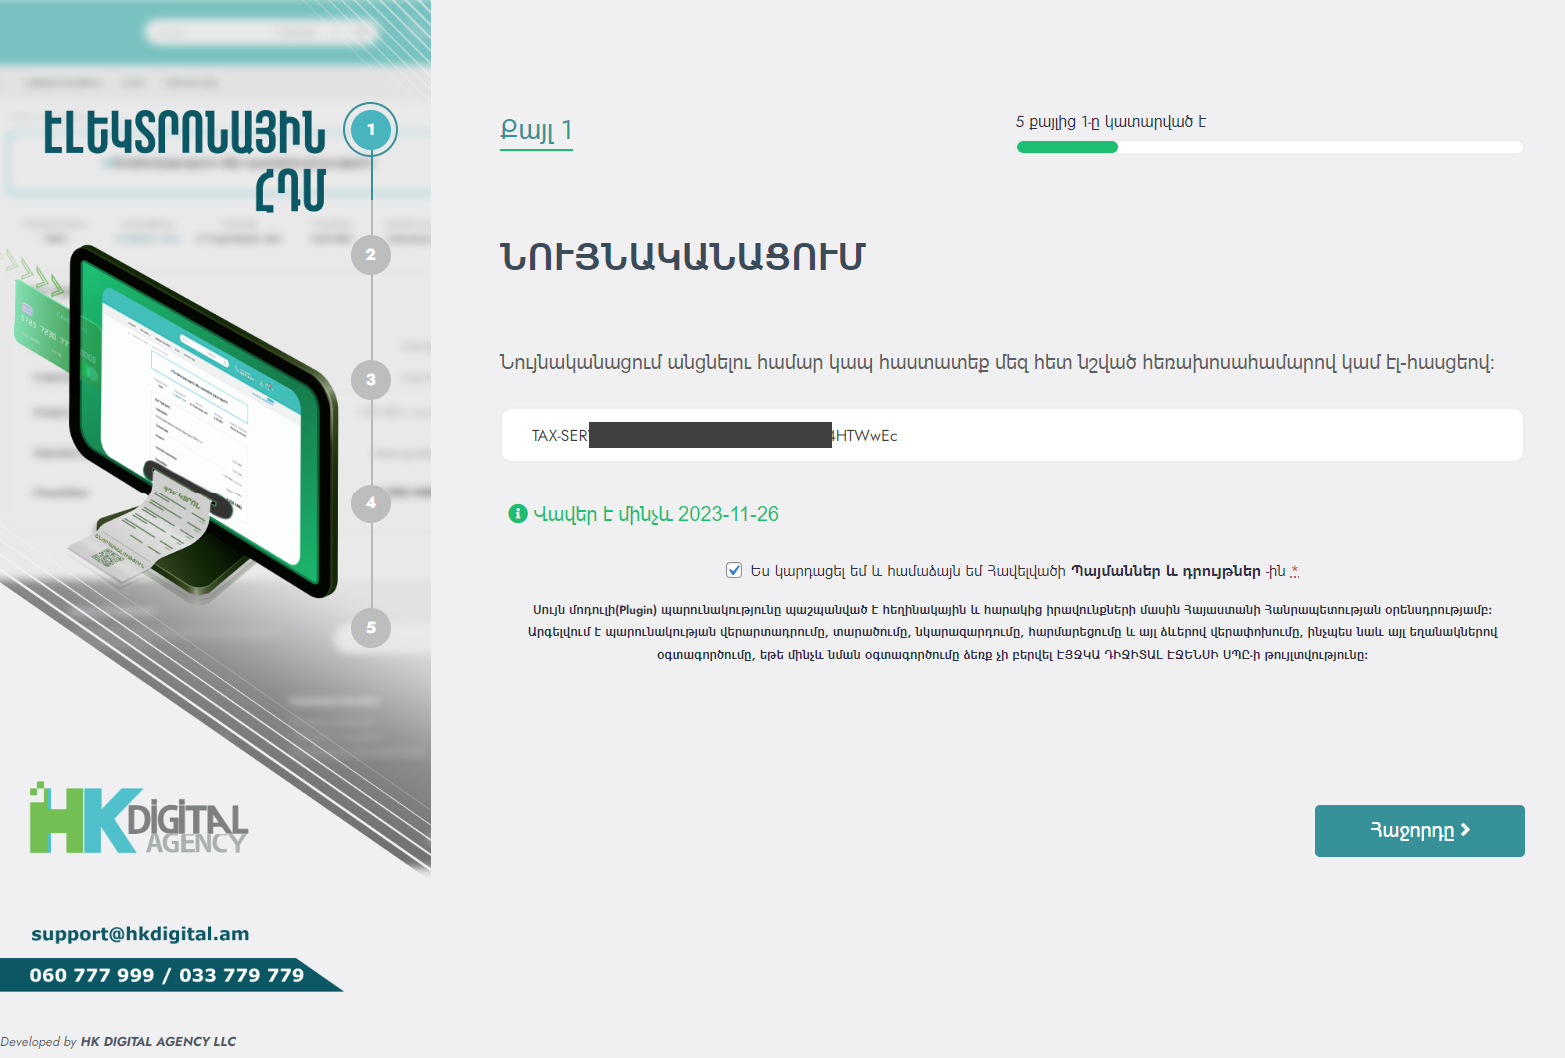 ԷԼԵԿՏՐՈՆԱՅԻՆ
ՀԴՄ
1
2
3
4
5
HK DIGITAL
AGENCY
support@hkdigital.am
060 777 999 / 033 779 779
Developed by HK DIGITAL AGENCY LLC
Քայլ 1
5 քայլից 1-ը կատարված է
ՆՈՒՅՆԱԿԱՆԱՑՈՒՄ
Նույնականացում անցնելու համար կապ հաստատեք մեզ հետ նշված հեռախոսահամարով կամ էլ-հասցեով:
TAX-SER 4HTWwEc
Վավեր է մինչև 2023-11-26
Ես կարդացել եմ և համաձայն եմ Հավելվածի Պայմաններ և դրույթներ -ին *
Սույն մոդուլի(Plugin) պարունակությունը պաշպանված է հեղինակային և հարակից իրավունքների մասին Հայաստանի Հանրապետության օրենսդրությամբ:
Արգելվում է պարունակության վերարտադրումը, տարածումը, նկարազարդումը, հարմարեցումը և այլ ձևերով վերափոխումը, ինչպես նաև այլ եղանակներով
օգտագործումը, եթե մինչև նման օգտագործումը ձեռք չի բերվել ԷՅՋԿԱ ԴԻՋԻՏԱԼ ԷՋԵՆՍԻ ՍՊԸ-ի թույլտվությունը:
Հաջորդը